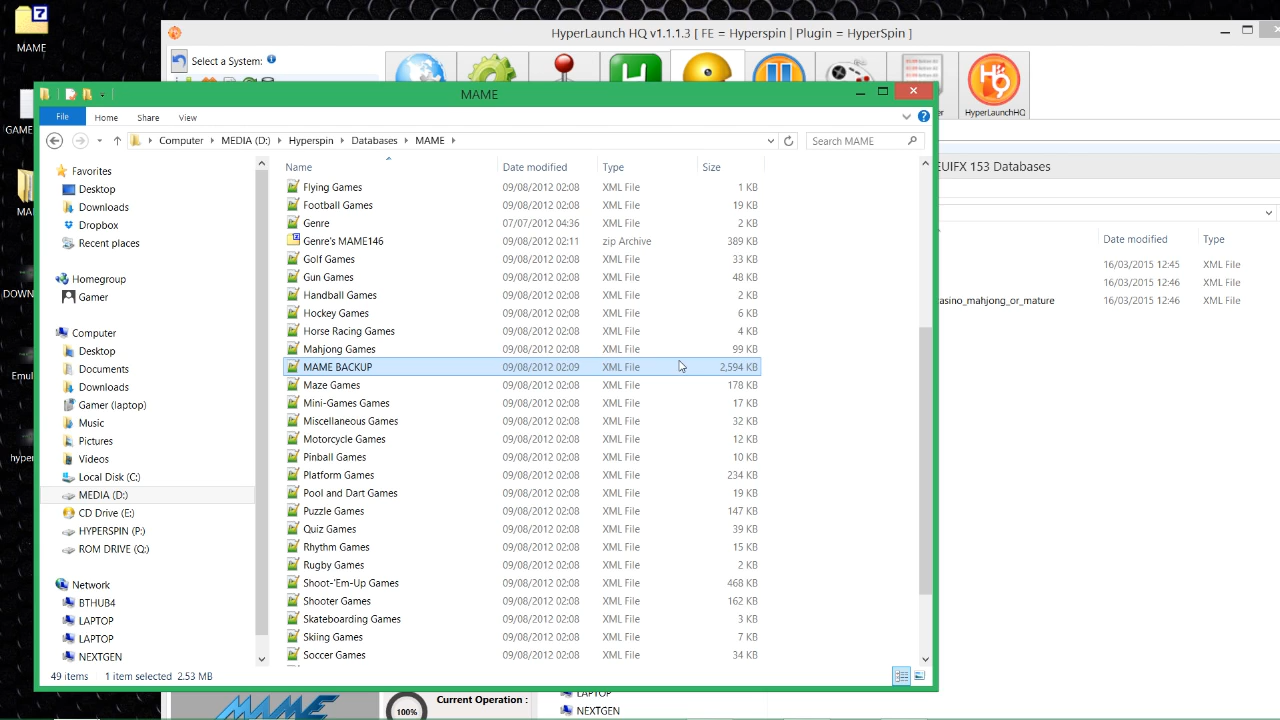 7
MAME
HyperLaunch HQ v1.1.1.3 [ FE = Hyperspin | Plugin = HyperSpin ]
Select a System:
HyperLaunchHQ
MAME
File Home Share View
Computer MEDIA (D:) Hyperspin Databases MAME
Search MAME
Name Date modified Type Size
Favorites
Desktop
Downloads
Dropbox
Recent places
Homegroup
Gamer
Computer
Desktop
Documents
Downloads
Gamer (laptop)
Music
Pictures
Videos
Local Disk (C:)
MEDIA (D:)
CD Drive (E:)
HYPERSPIN (P:)
ROM DRIVE (Q:)
Network
BTHUB4
LAPTOP
LAPTOP
NEXTGEN
Flying Games 09/08/2012 02:08 XML File 1 KB
Football Games 09/08/2012 02:08 XML File 19 KB
Genre 07/07/2012 04:36 XML File 2 KB
Genre's MAME146 09/08/2012 02:11 zip Archive 389 KB
Golf Games 09/08/2012 02:08 XML File 33 KB
Gun Games 09/08/2012 02:08 XML File 48 KB
Handball Games 09/08/2012 02:08 XML File 2 KB
Hockey Games 09/08/2012 02:08 XML File 6 KB
Horse Racing Games 09/08/2012 02:08 XML File 4 KB
Mahjong Games 09/08/2012 02:08 XML File 99 KB
MAME BACKUP 09/08/2012 02:09 XML File 2,594 KB
Maze Games 09/08/2012 02:08 XML File 178 KB
Mini-Games Games 09/08/2012 02:08 XML File 17 KB
Miscellaneous Games 09/08/2012 02:08 XML File 32 KB
Motorcycle Games 09/08/2012 02:08 XML File 12 KB
Pinball Games 09/08/2012 02:08 XML File 10 KB
Platform Games 09/08/2012 02:08 XML File 234 KB
Pool and Dart Games 09/08/2012 02:08 XML File 19 KB
Puzzle Games 09/08/2012 02:08 XML File 147 KB
Quiz Games 09/08/2012 02:08 XML File 39 KB
Rhythm Games 09/08/2012 02:08 XML File 15 KB
Rugby Games 09/08/2012 02:08 XML File 2 KB
Shoot-'Em-Up Games 09/08/2012 02:08 XML File 468 KB
Shooter Games 09/08/2012 02:08 XML File 162 KB
Skateboarding Games 09/08/2012 02:08 XML File 3 KB
Skiing Games 09/08/2012 02:08 XML File 7 KB
Soccer Games 09/08/2012 02:08 XML File 34 KB
49 items 1 item selected 2.53 MB
EUIFX 153 Databases
Date modified Type
16/03/2015 12:45 XML File
16/03/2015 12:46 XML File
asino_mahjong_or_mature 16/03/2015 12:46 XML File
GAME
MA
DOWN
Emul
hyper
MAME
100%
Current Operation :
LAPTOP
NEXTGEN